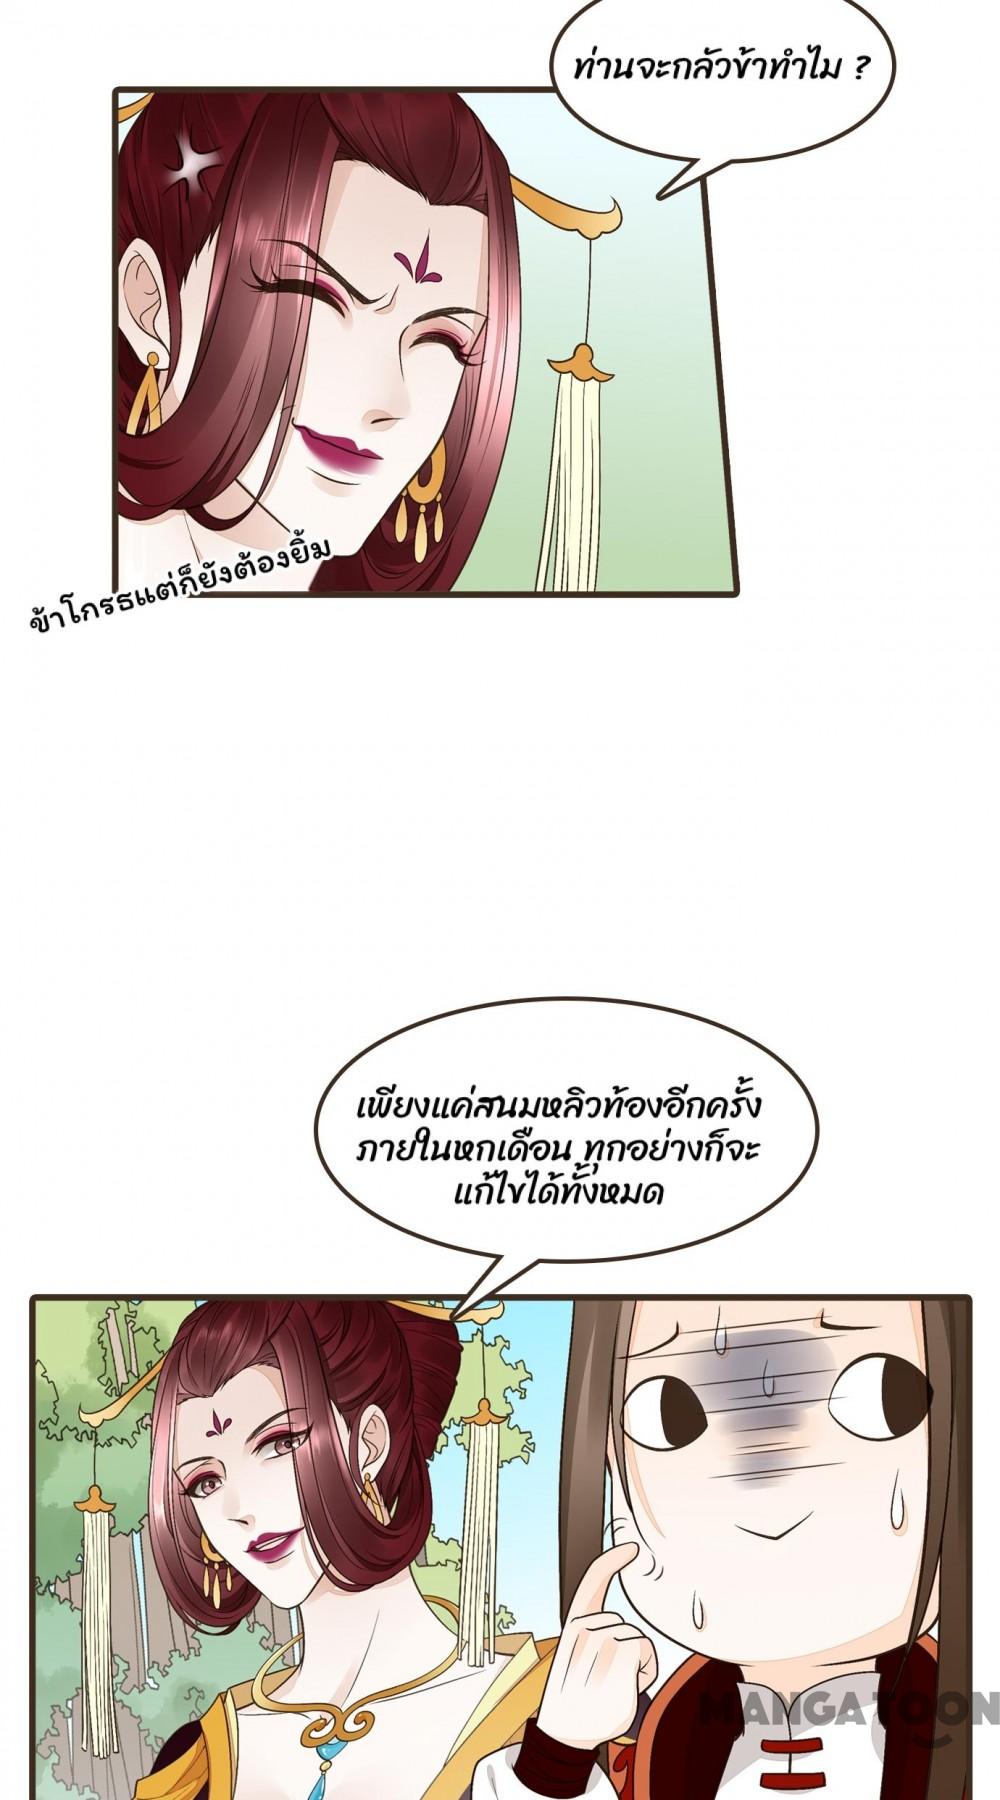 ท่านจะกลัวข้าทำไม ?
ข้าโกรธแต่ก็ยังต้องยิ้ม
เพียงแค่สนมหลิวท้องอีกครั้ง
ภายในหกเดือน ทุกอย่างก็จะ
แก้ไขได้ทั้งหมด
MANGATOON